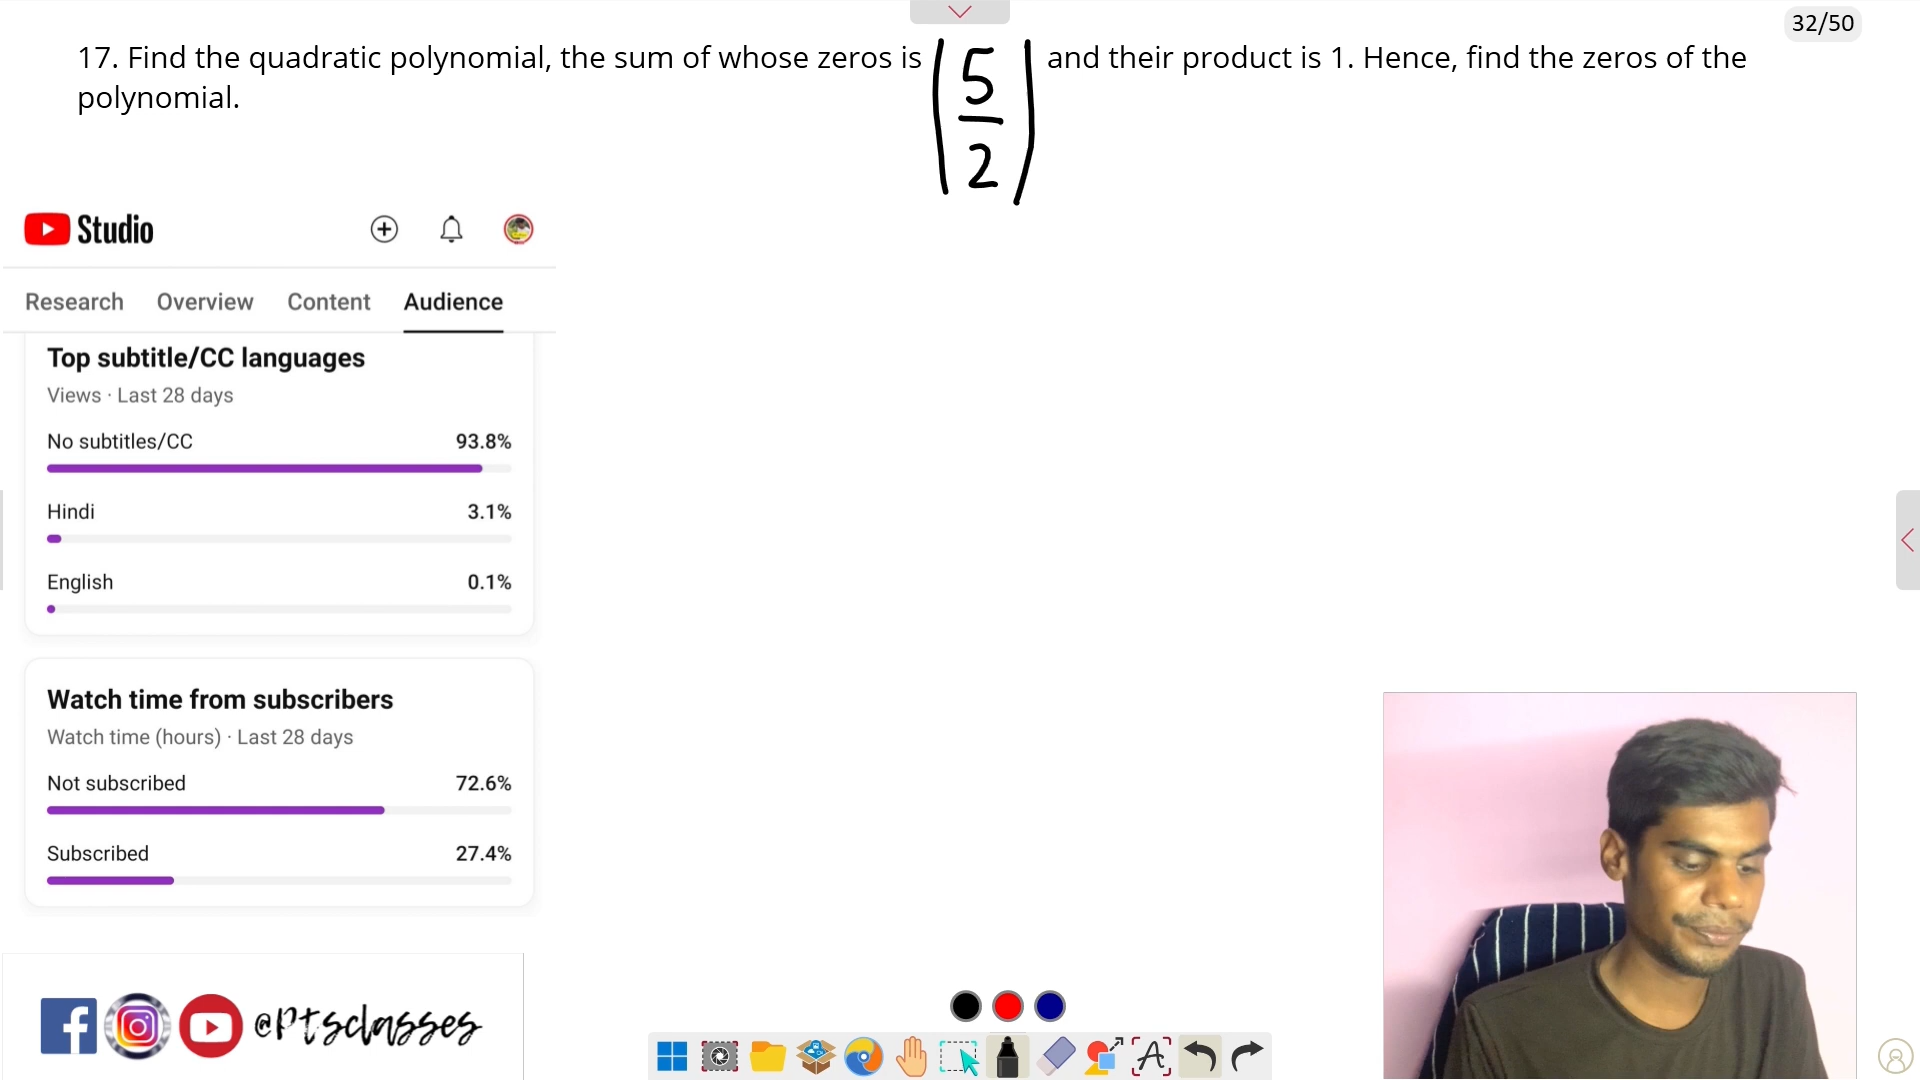 32/50
17. Find the quadratic polynomial, the sum of whose zeros is (5/2) and their product is 1. Hence, find the zeros of the
polynomial.
Studio
Research Overview Content Audience
Top subtitle/CC languages
Views · Last 28 days
No subtitles/CC 93.8%
Hindi 3.1%
English 0.1%
Watch time from subscribers
Watch time (hours) · Last 28 days
Not subscribed 72.6%
Subscribed 27.4%
@Ptsclasses